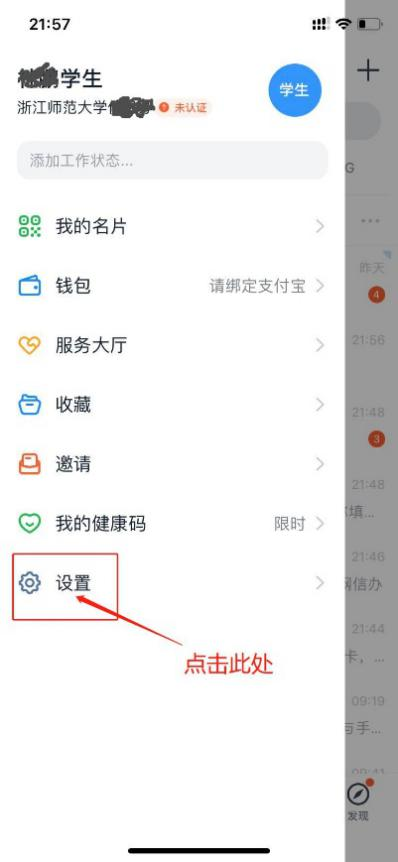 21:57
学生
学生
浙江师范大学
未认证
添加工作状态...
G
我的名片
昨天
钱包
请绑定支付宝
4
服务大厅
21:56
收藏
21:48
3
邀请
21:48
填...
我的健康码
限时
21:46
网信办
设置
21:44
卡，...
点击此处
09:19
与手...
09:41
发现